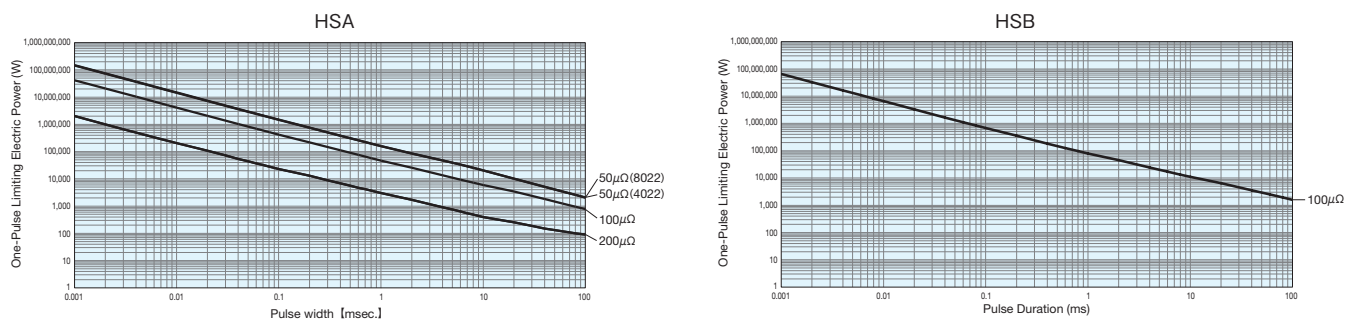 HSA
One-Pulse Limiting Electric Power (W)
1,000,000,000
100,000,000
10,000,000
1,000,000
100,000
10,000
1,000
100
10
1
0.001
0.01
0.1
1
10
100
Pulse width【msec.】
50μΩ(8022)
50μΩ(4022)
100μΩ
200μΩ
HSB
One-Pulse Limiting Electric Power (W)
1,000,000,000
100,000,000
10,000,000
1,000,000
100,000
10,000
1,000
100
10
1
0.001
0.01
0.1
1
10
100
Pulse Duration (ms)
100μΩ